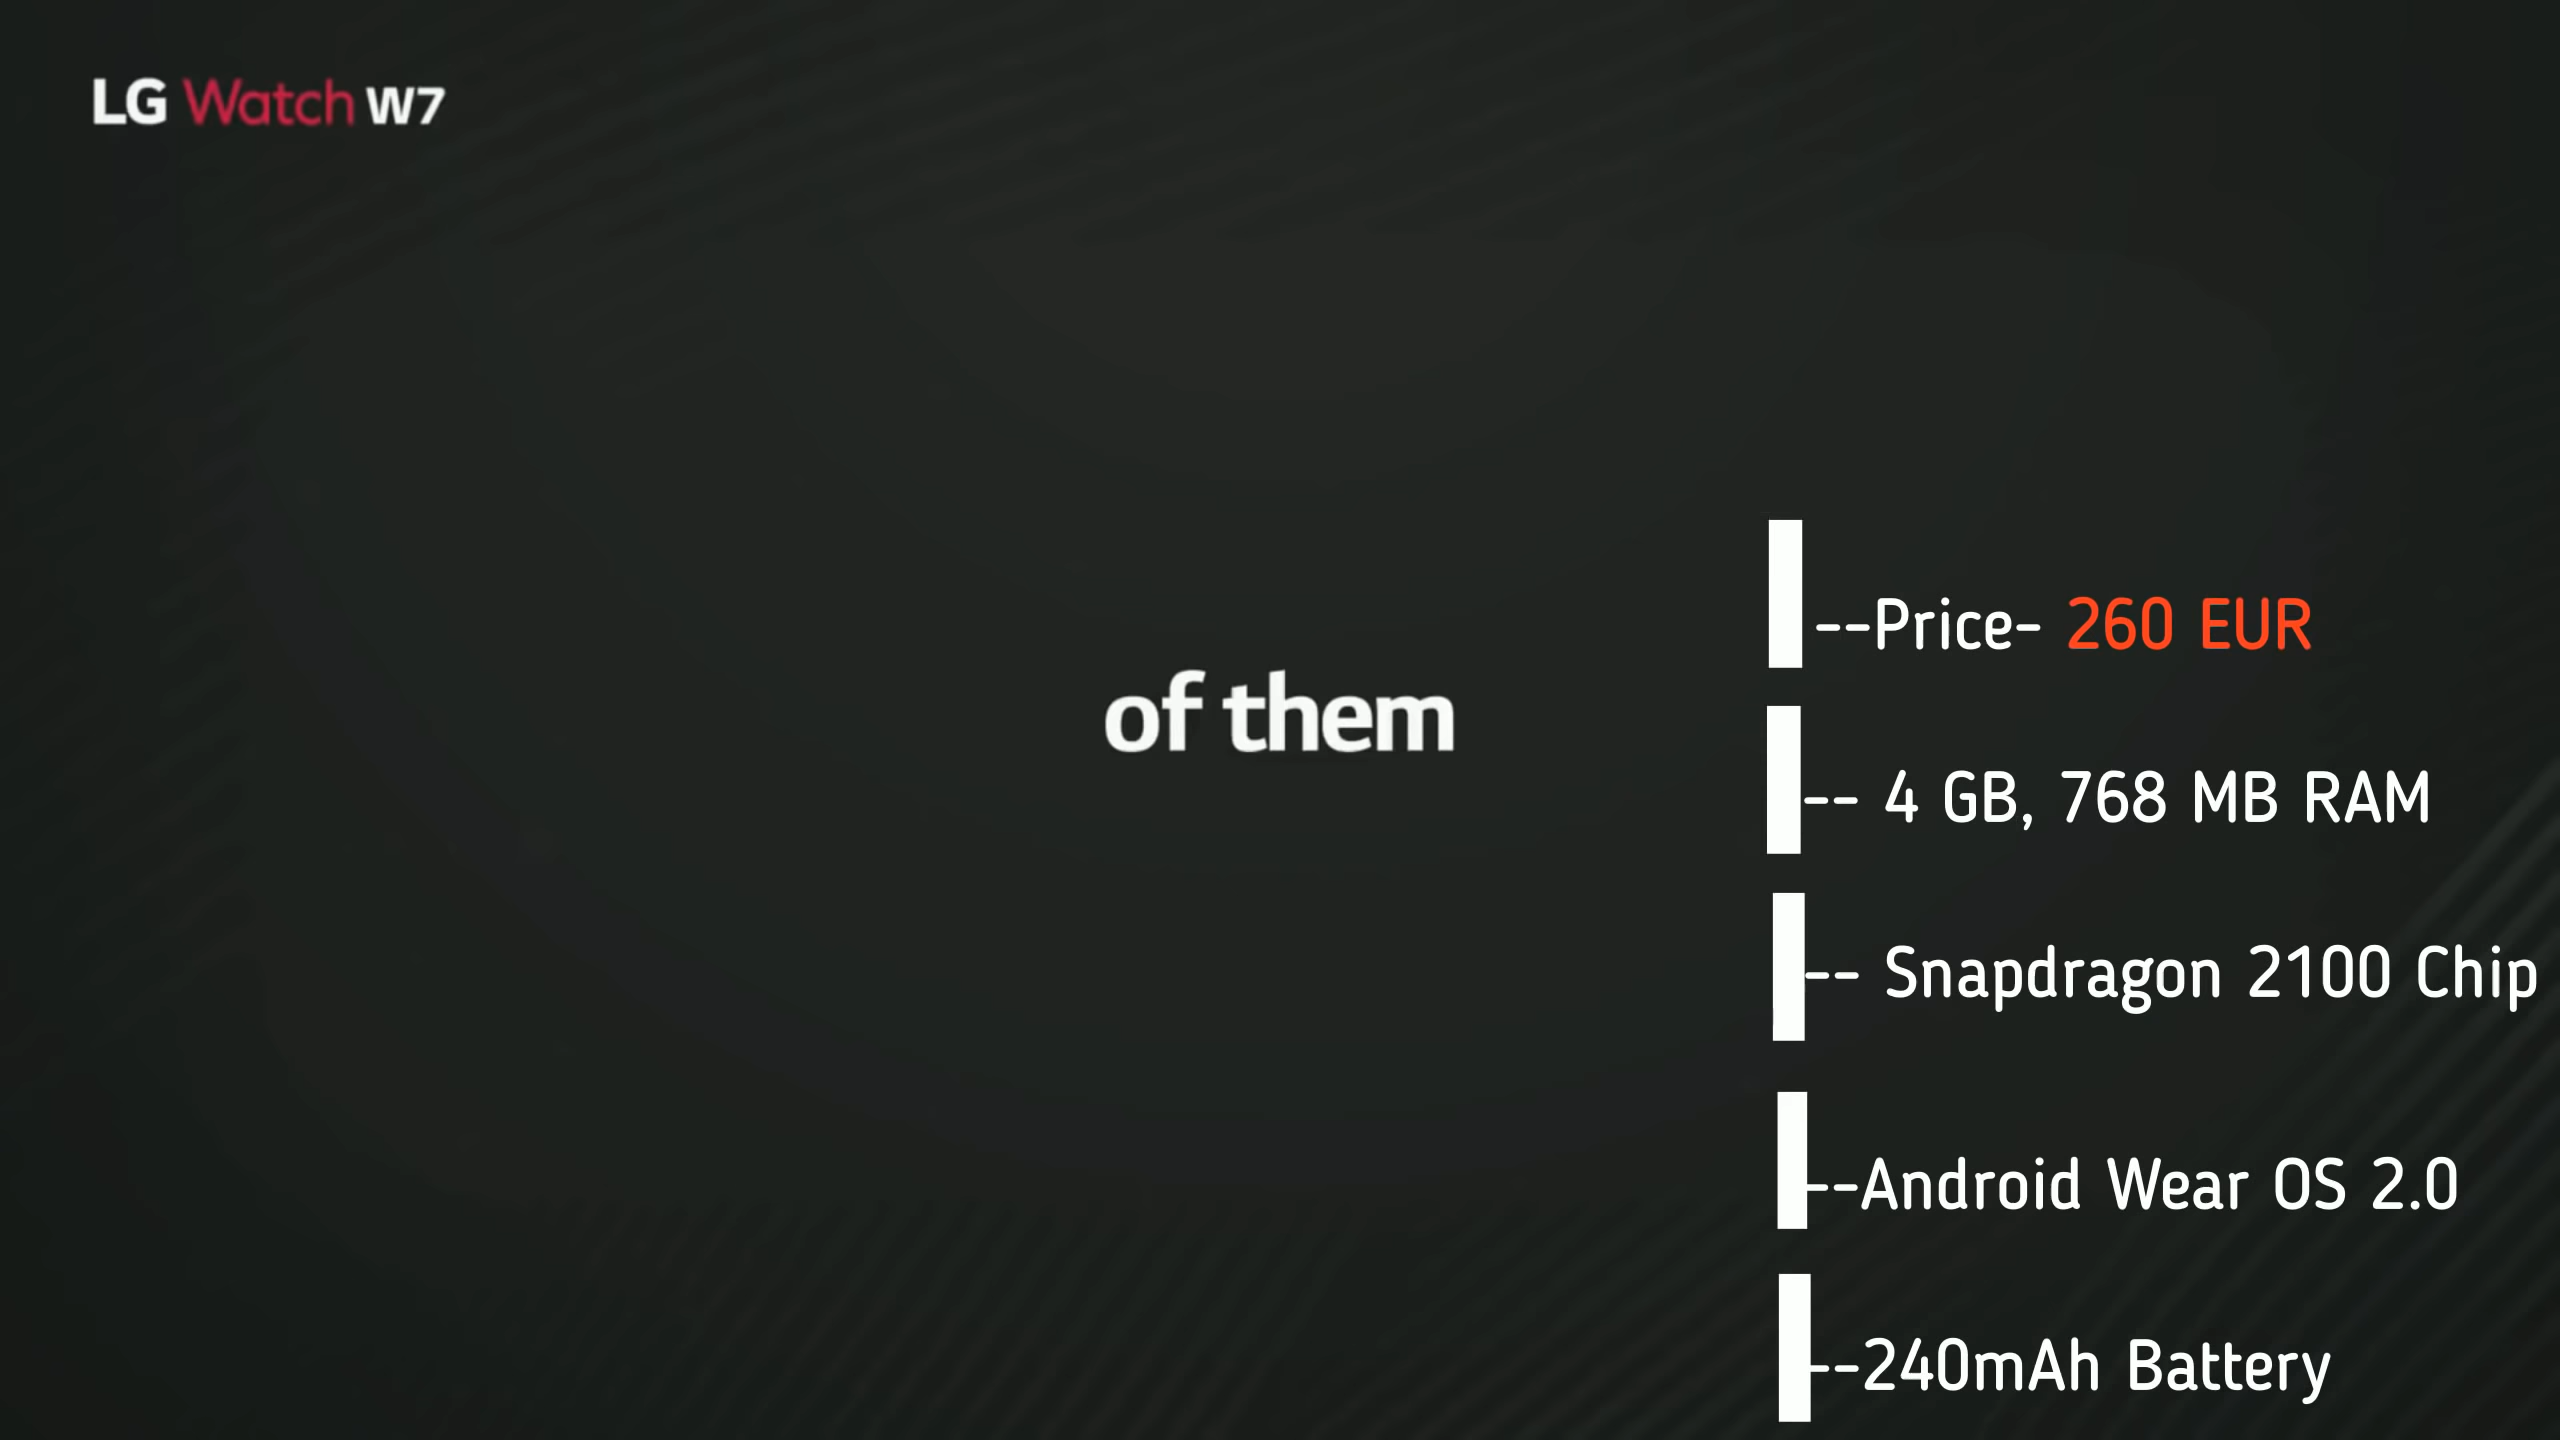 LG Watch W7
of them
--Price- 260 EUR
-- 4 GB, 768 MB RAM
-- Snapdragon 2100 Chip
--Android Wear OS 2.0
--240mAh Battery